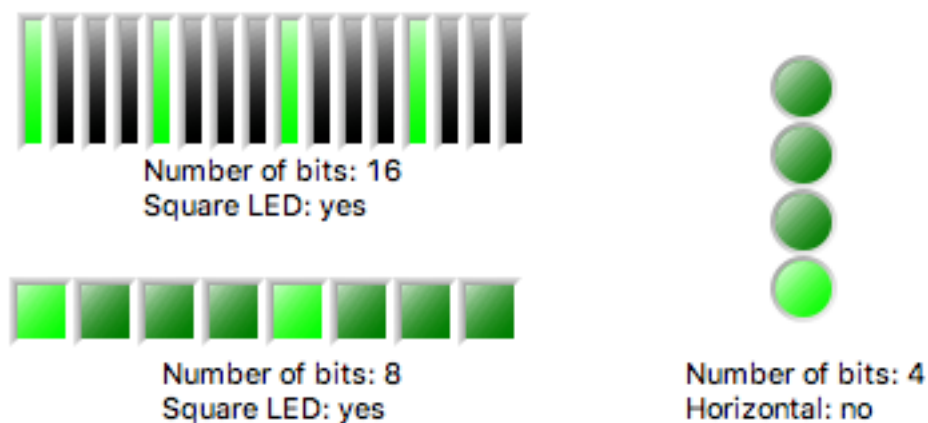 Number of bits: 16
Square LED: yes
Number of bits: 8
Square LED: yes
Number of bits: 4
Horizontal: no